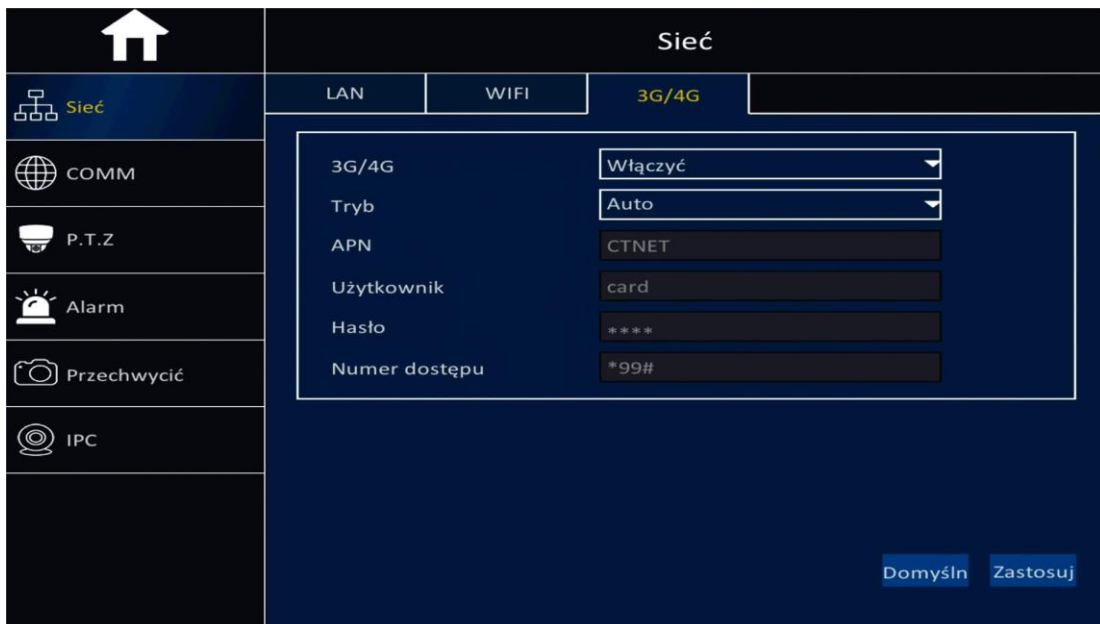 Sieć
Sieć
COMM
P.T.Z
Alarm
Przechwycić
IPC
LAN WIFI 3G/4G
3G/4G Włączyć
Tryb Auto
APN CTNET
Użytkownik card
Hasło ****
Numer dostępu *99#
Domyśln Zastosuj